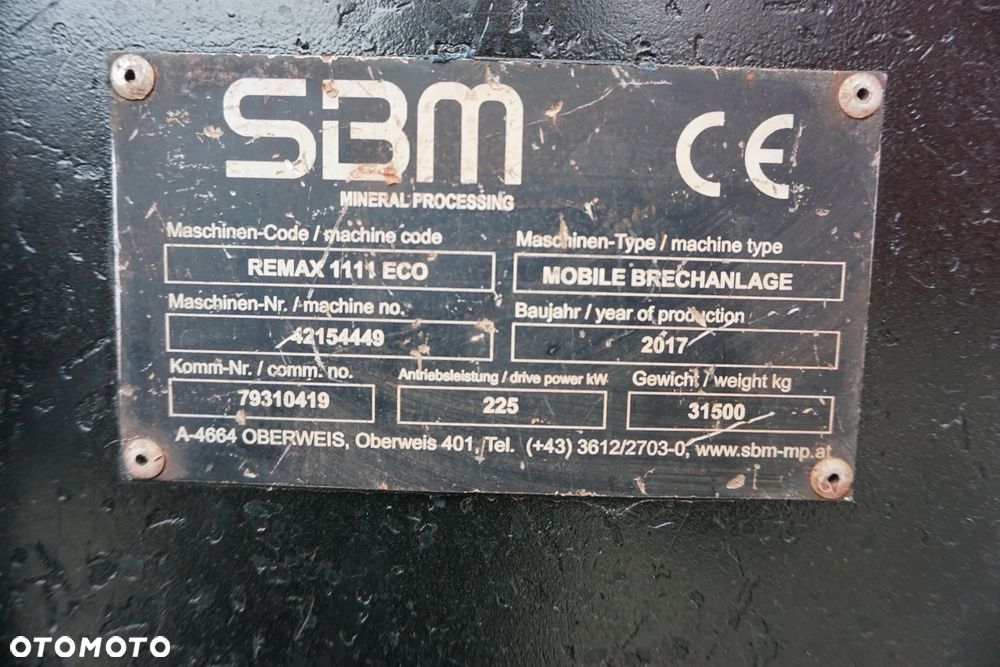 SBM
CE
MINERAL PROCESSING
Maschinen-Code / machine code
Maschinen-Type / machine type
REMAX 1111 ECO
MOBILE BRECHANLAGE
Maschinen-Nr. / machine no.
Baujahr / year of production
42154449
2017
Komm-Nr. / comm. no.
Antriebsleistung / drive power kW
Gewicht / weight kg
79310419
225
31500
A-4664 OBERWEIS, Oberweis 401, Tel. (+43) 3612/2703-0, www.sbm-mp.at
OTOMOTO